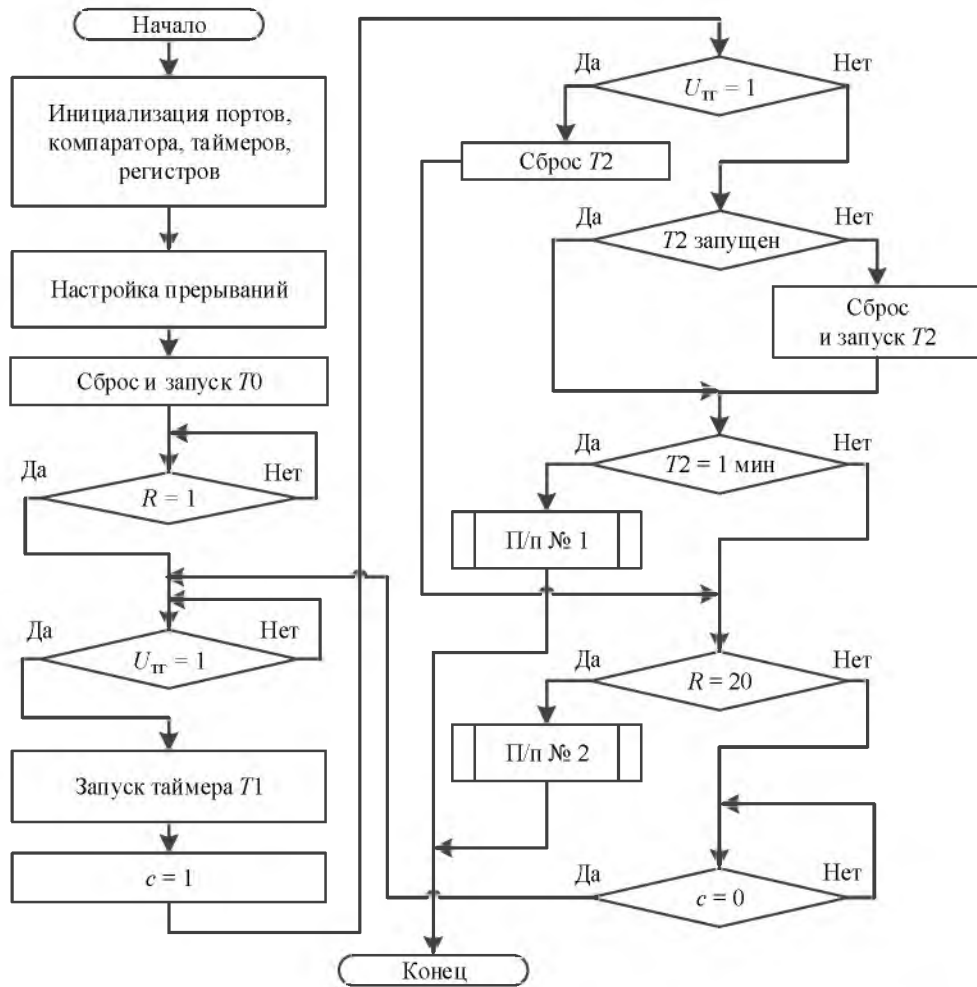 Начало
Инициализация портов,
компаратора, таймеров,
регистров
Настройка прерываний
Сброс и запуск T0
Да
Нет
R = 1
Да
Нет
Uтг = 1
Запуск таймера T1
c = 1
Да
Нет
Uтг = 1
Сброс T2
Да
Нет
T2 запущен
Сброс
и запуск T2
Да
Нет
T2 = 1 мин
П/п № 1
Да
Нет
R = 20
П/п № 2
Да
Нет
c = 0
Конец